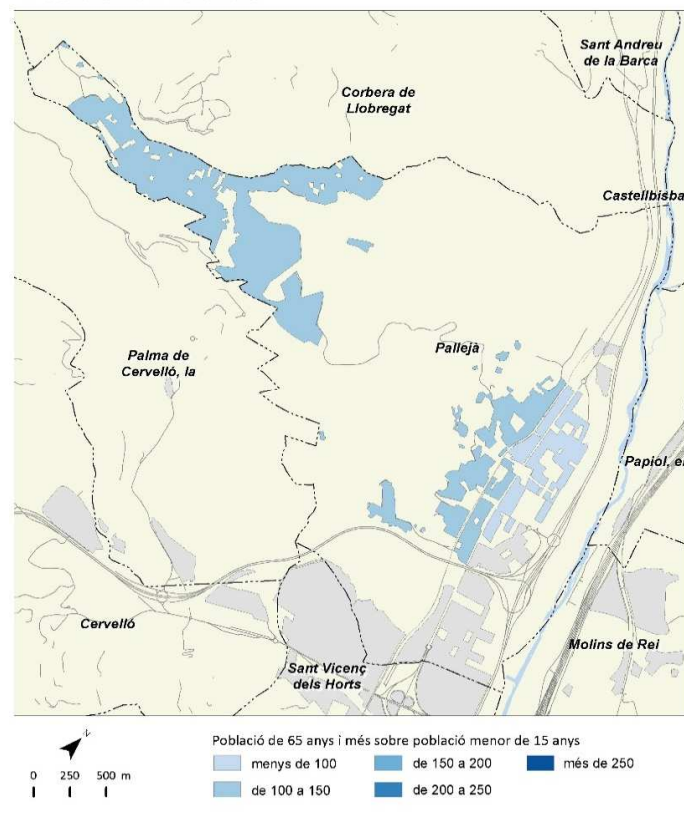 Sant Andreu
de la Barca
Corbera de
Llobregat
Castellbisba
Pallejà
Palma de
Cervelló, la
Papiol, e
Cervelló
Molins de Rei
Sant Vicenç
dels Horts
N
0 250 500 m
Població de 65 anys i més sobre població menor de 15 anys
menys de 100
de 150 a 200
més de 250
de 100 a 150
de 200 a 250